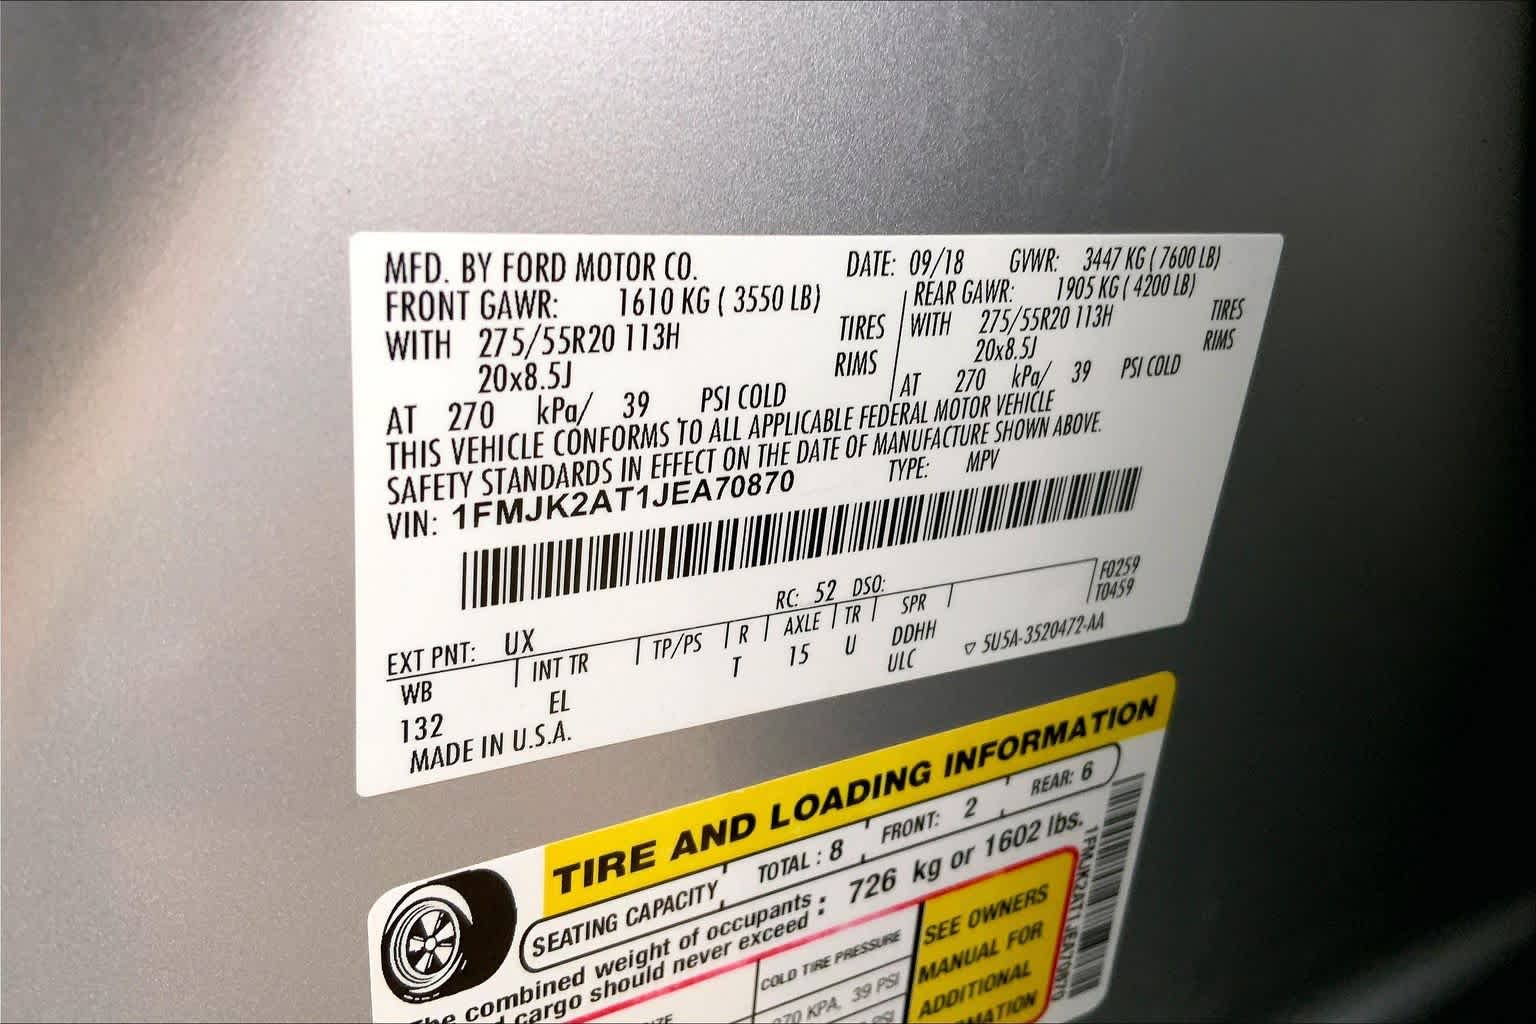 MFD. BY FORD MOTOR CO. DATE: 09/18 GVWR: 3447 KG ( 7600 LB)
FRONT GAWR: 1610 KG ( 3550 LB) REAR GAWR: 1905 KG ( 4200 LB)
WITH 275/55R20 113H TIRES WITH 275/55R20 113H TIRES
20x8.5J RIMS 20x8.5J RIMS
AT 270 kPa/ 39 PSI COLD AT 270 kPa/ 39 PSI COLD
THIS VEHICLE CONFORMS TO ALL APPLICABLE FEDERAL MOTOR VEHICLE
SAFETY STANDARDS IN EFFECT ON THE DATE OF MANUFACTURE SHOWN ABOVE.
VIN: 1FMJK2AT1JEA70870 TYPE: MPV
F0259
EXT PNT: UX RC: 52 DSO: T0459
WB INT TR TP/PS R AXLE TR SPR
132 EL T 15 U DDHH
ULC ▽ 5U5A-3520472-AA
MADE IN U.S.A.
TIRE AND LOADING INFORMATION
SEATING CAPACITY TOTAL : 8 FRONT: 2 REAR: 6
The combined weight of occupants : 726 kg or 1602 lbs.
cargo should never exceed :
COLD TIRE PRESSURE
KPA, 39 PSI
PSI
SEE OWNERS
MANUAL FOR
ADDITIONAL
1FMJK2AT1JEA70870